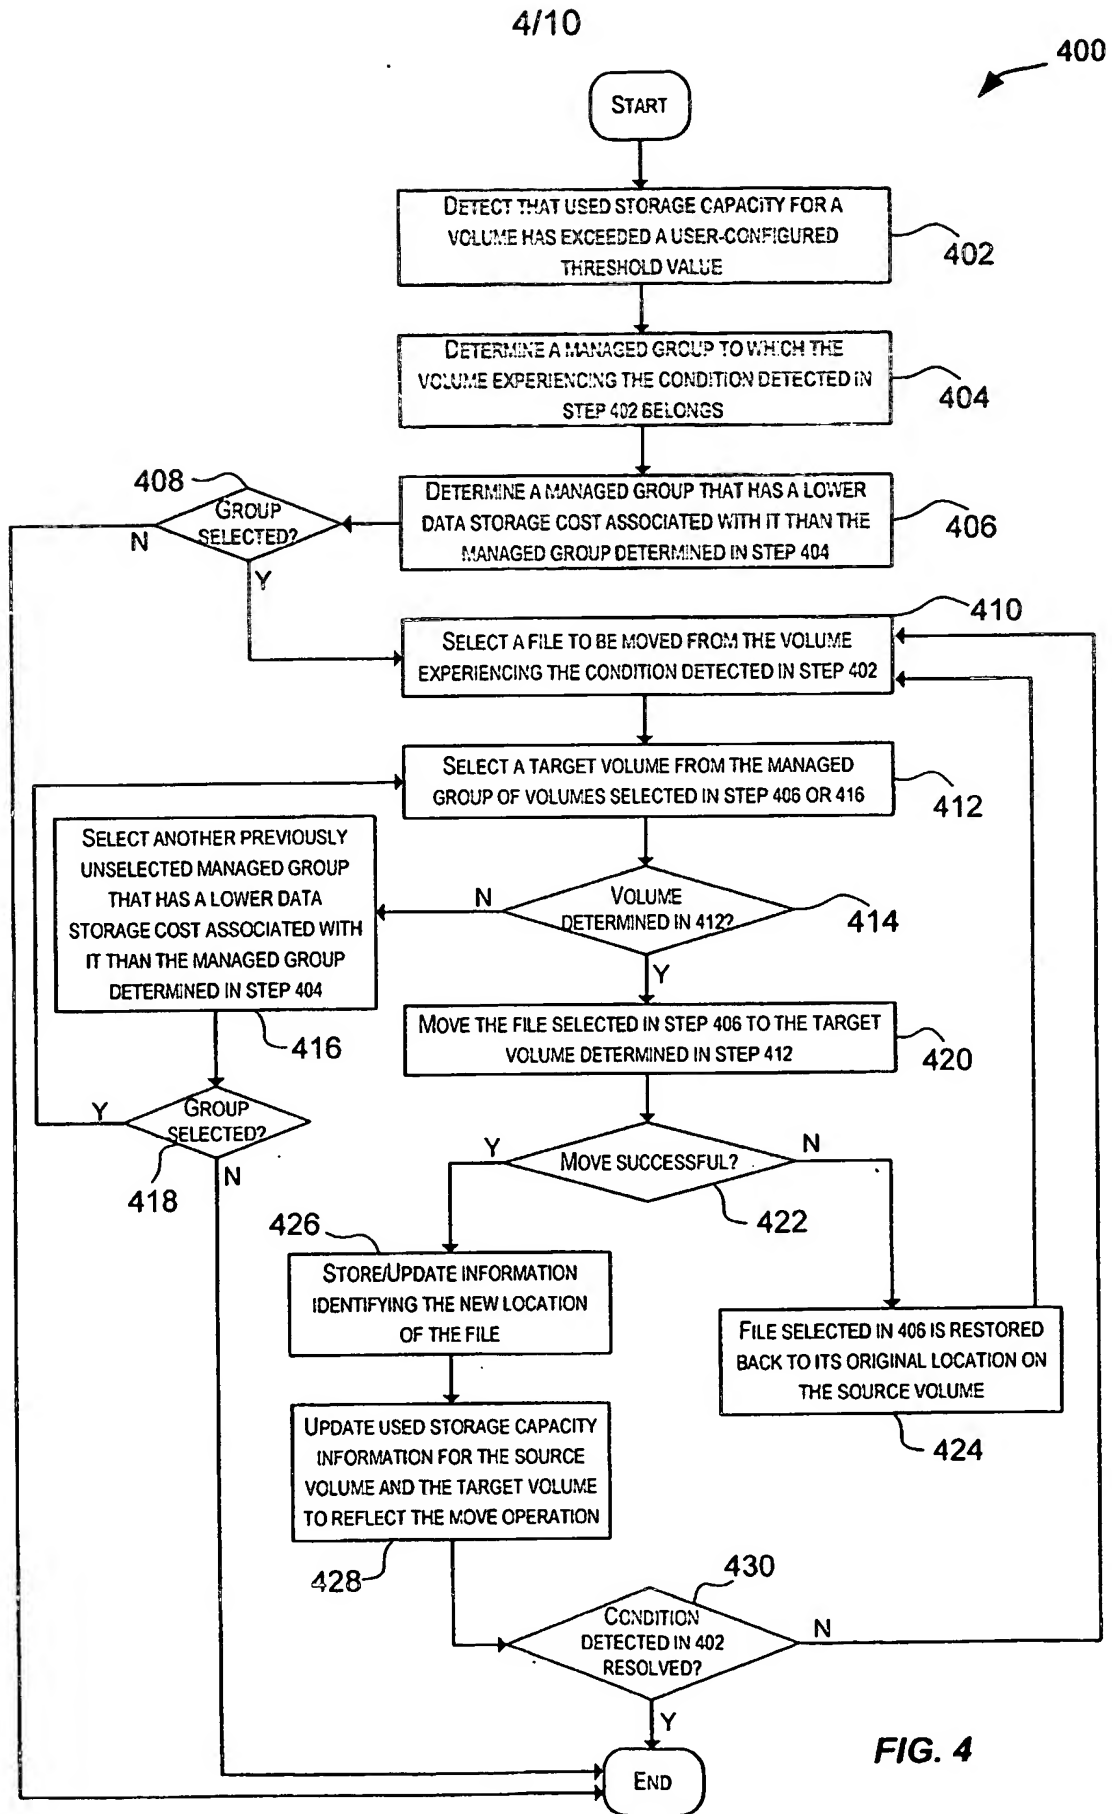 4/10
400
START
DETECT THAT USED STORAGE CAPACITY FOR A
VOLUME HAS EXCEEDED A USER-CONFIGURED
THRESHOLD VALUE
402
DETERMINE A MANAGED GROUP TO WHICH THE
VOLUME EXPERIENCING THE CONDITION DETECTED IN
STEP 402 BELONGS
404
DETERMINE A MANAGED GROUP THAT HAS A LOWER
DATA STORAGE COST ASSOCIATED WITH IT THAN THE
MANAGED GROUP DETERMINED IN STEP 404
406
408
GROUP
SELECTED?
N
Y
410
SELECT A FILE TO BE MOVED FROM THE VOLUME
EXPERIENCING THE CONDITION DETECTED IN STEP 402
SELECT A TARGET VOLUME FROM THE MANAGED
GROUP OF VOLUMES SELECTED IN STEP 406 OR 416
412
VOLUME
DETERMINED IN 412?
414
N
Y
SELECT ANOTHER PREVIOUSLY
UNSELECTED MANAGED GROUP
THAT HAS A LOWER DATA
STORAGE COST ASSOCIATED WITH
IT THAN THE MANAGED GROUP
DETERMINED IN STEP 404
416
GROUP
SELECTED?
418
Y
N
MOVE THE FILE SELECTED IN STEP 406 TO THE TARGET
VOLUME DETERMINED IN STEP 412
420
MOVE SUCCESSFUL?
422
Y
N
426
STORE/UPDATE INFORMATION
IDENTIFYING THE NEW LOCATION
OF THE FILE
FILE SELECTED IN 406 IS RESTORED
BACK TO ITS ORIGINAL LOCATION ON
THE SOURCE VOLUME
424
UPDATE USED STORAGE CAPACITY
INFORMATION FOR THE SOURCE
VOLUME AND THE TARGET VOLUME
TO REFLECT THE MOVE OPERATION
428
430
CONDITION
DETECTED IN 402
RESOLVED?
N
Y
END
FIG. 4